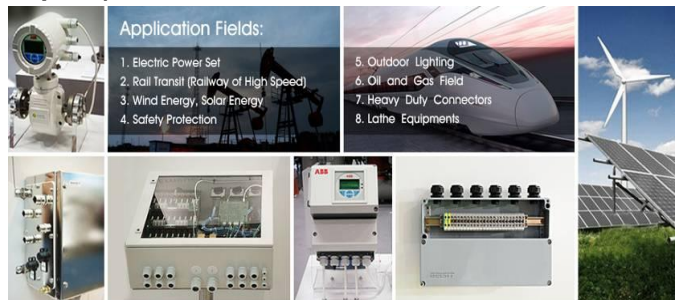 Application Fields:
1. Electric Power Set
2. Rail Transit (Railway of High Speed)
3. Wind Energy, Solar Energy
4. Safety Protection
5. Outdoor Lighting
6. Oil and Gas Field
7. Heavy Duty Connectors
8. Lathe Equipments
ABB